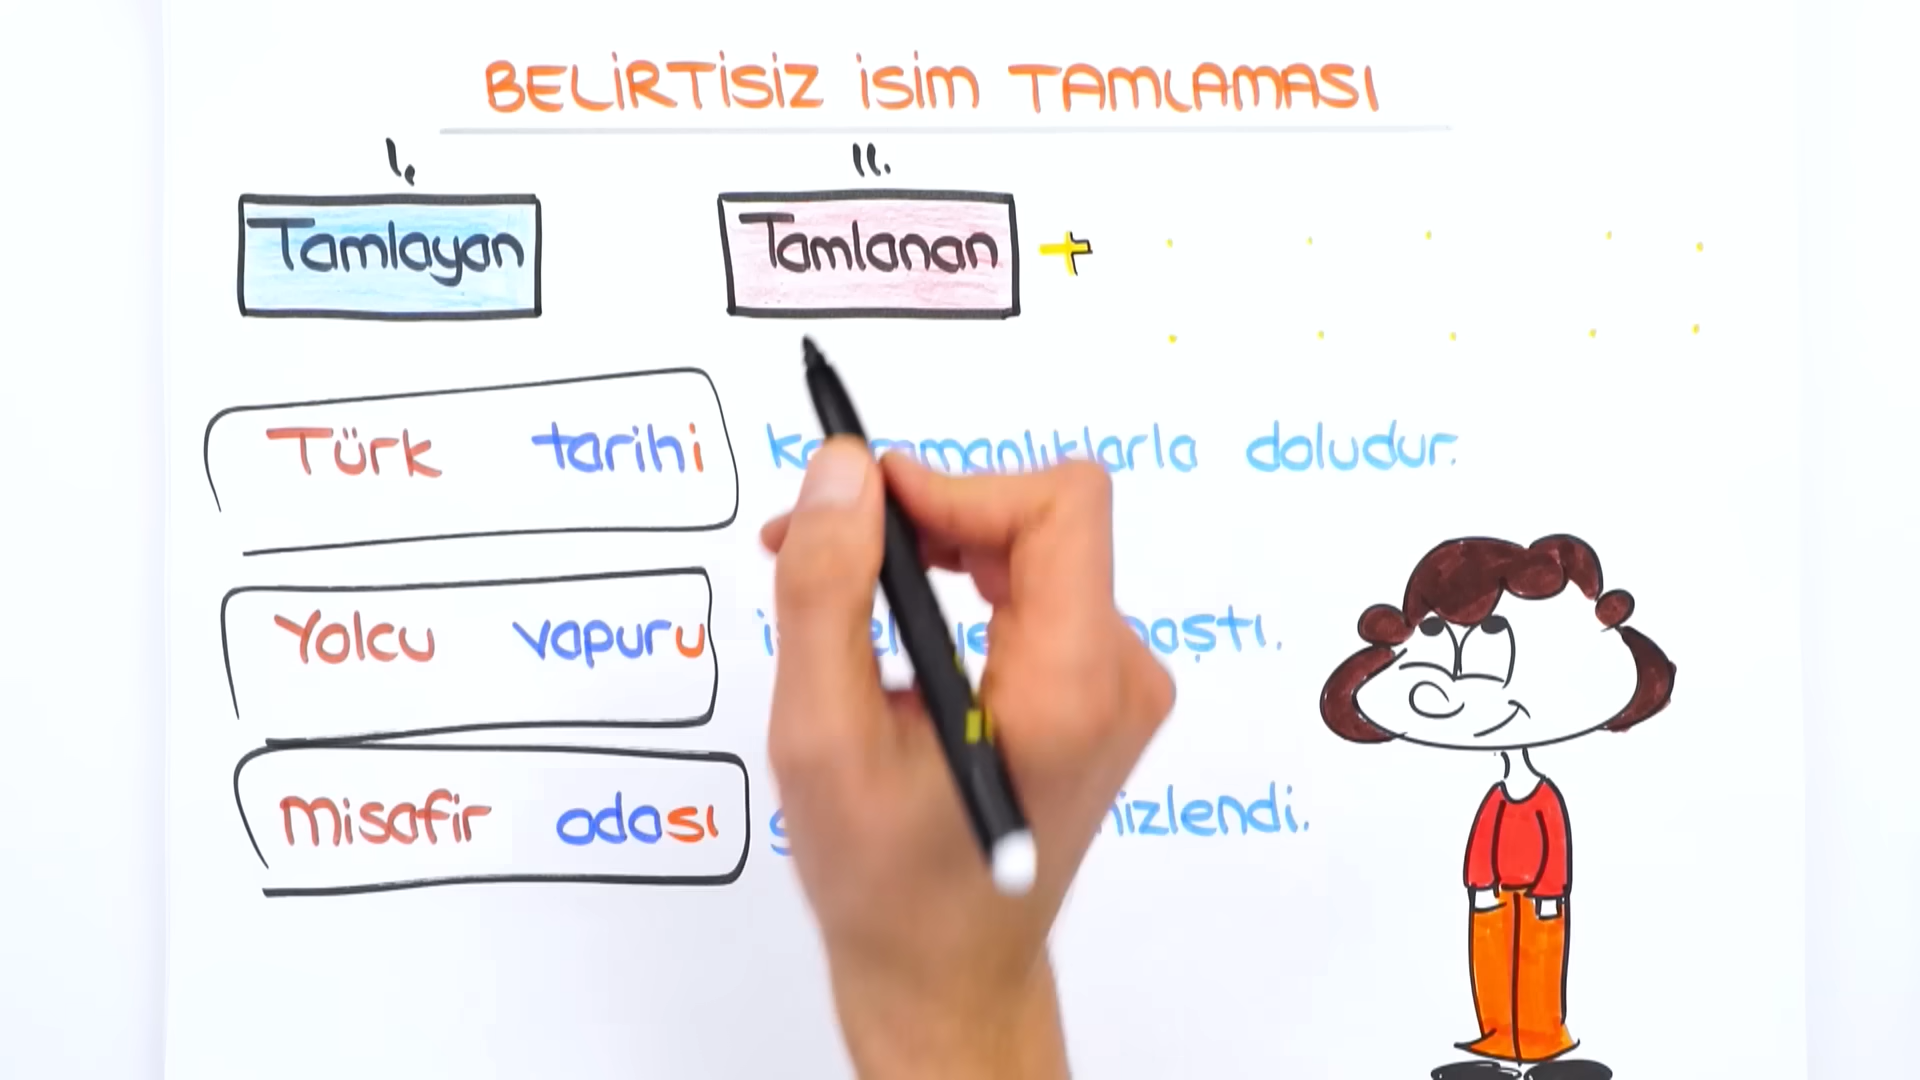 BELİRTİSİZ İSİM TAMLAMASI
I. II.
Tamlayan Tamlanan +
Türk tarihi doludur.
Yolcu vapuru
Misafir odası